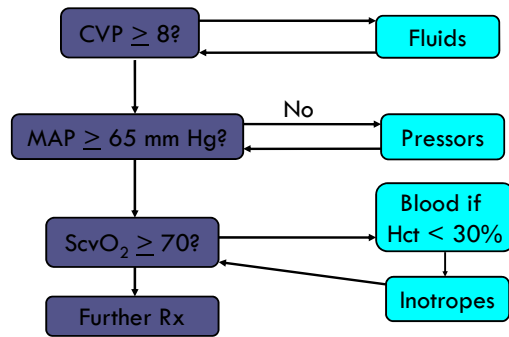 CVP ≥ 8?
Fluids
No
MAP ≥ 65 mm Hg?
Pressors
Blood if
Hct < 30%
ScvO₂ ≥ 70?
Inotropes
Further Rx